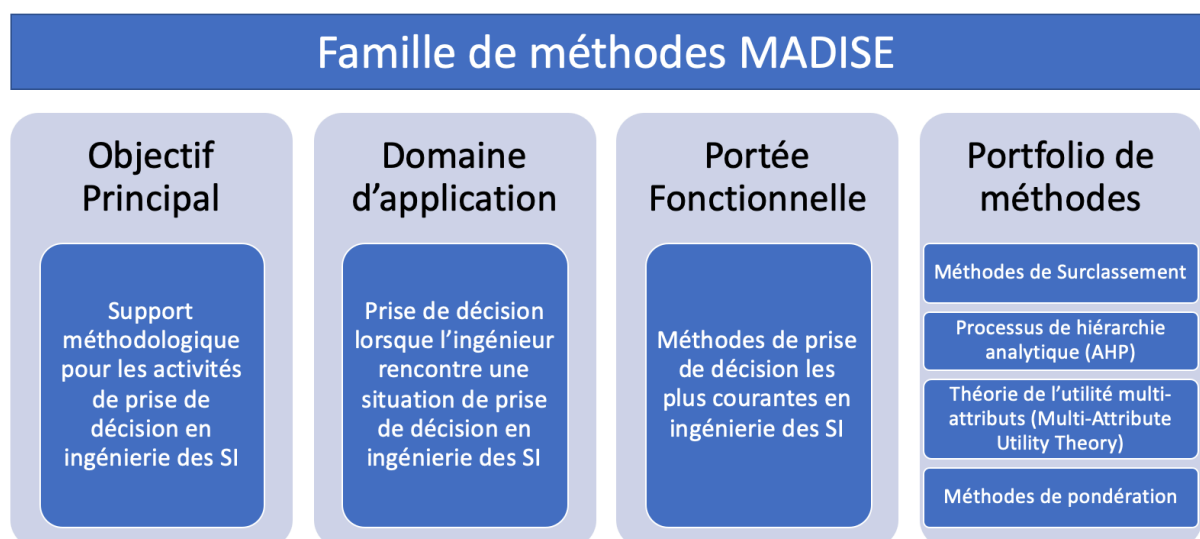 Famille de méthodes MADISE
Objectif
Principal
Support
méthodologique
pour les activités
de prise de
décision en
ingénierie des SI
Domaine
d’application
Prise de décision
lorsque l’ingénieur
rencontre une
situation de prise
de décision en
ingénierie des SI
Portée
Fonctionnelle
Méthodes de prise
de décision les
plus courantes en
ingénierie des SI
Portfolio de
méthodes
Méthodes de Surclassement
Processus de hiérarchie
analytique (AHP)
Théorie de l’utilité multi-
attributs (Multi-Attribute
Utility Theory)
Méthodes de pondération